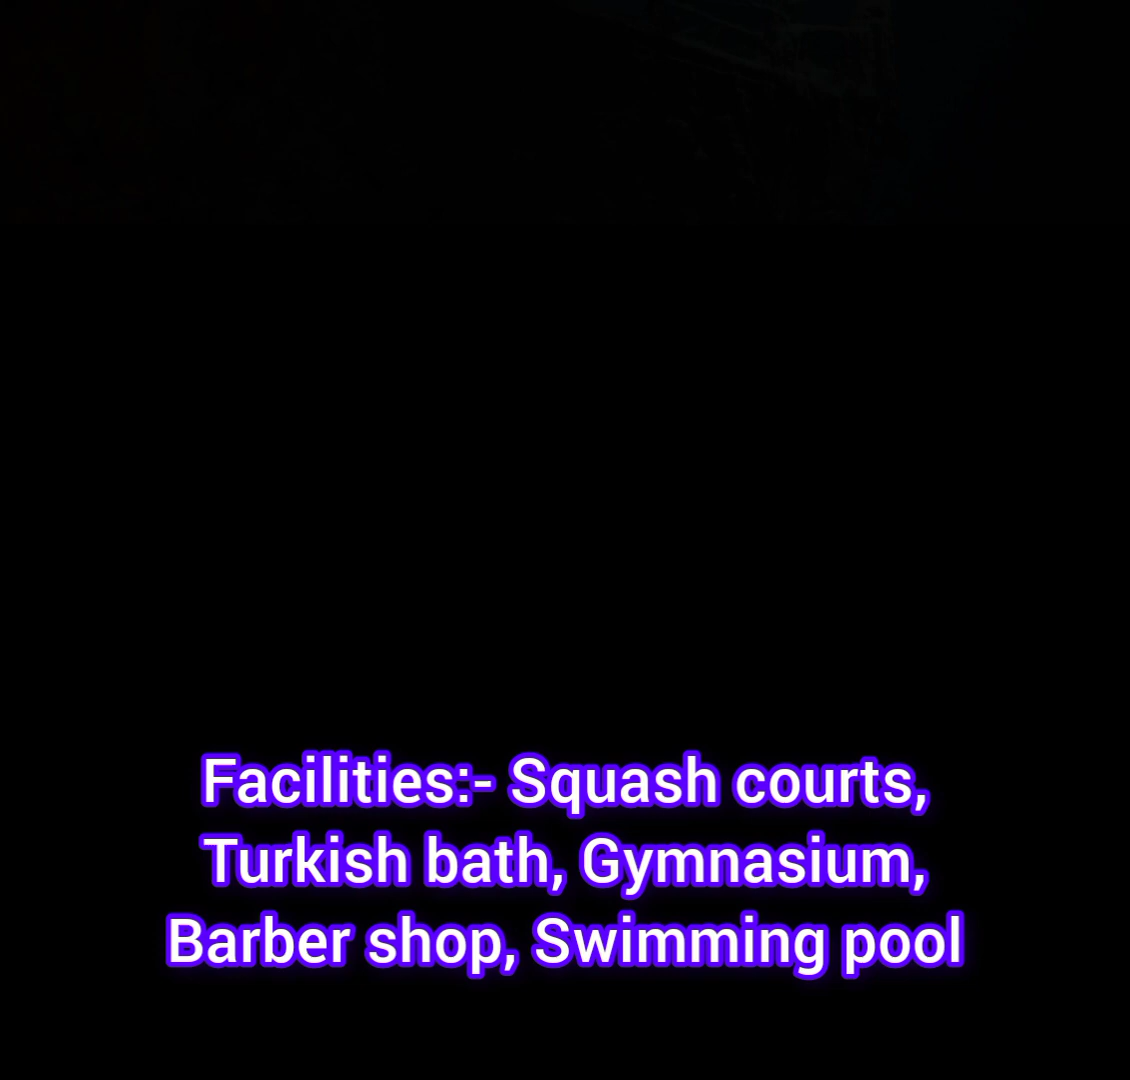 Facilities:- Squash courts,
Turkish bath, Gymnasium,
Barber shop, Swimming pool